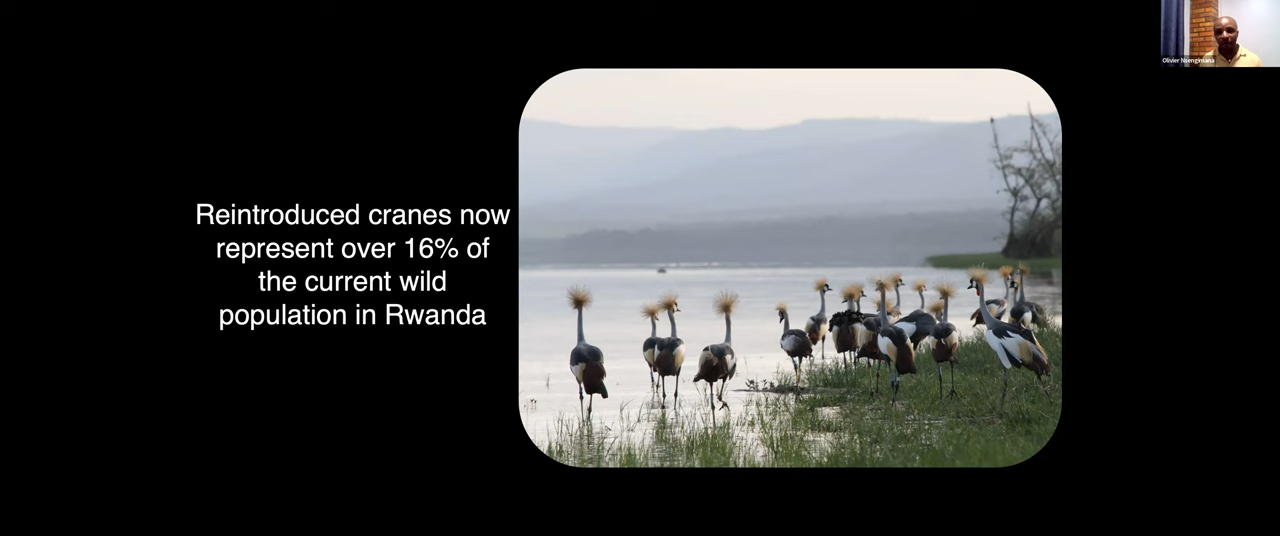 Olivier Nsengimana
Reintroduced cranes now
represent over 16% of
the current wild
population in Rwanda